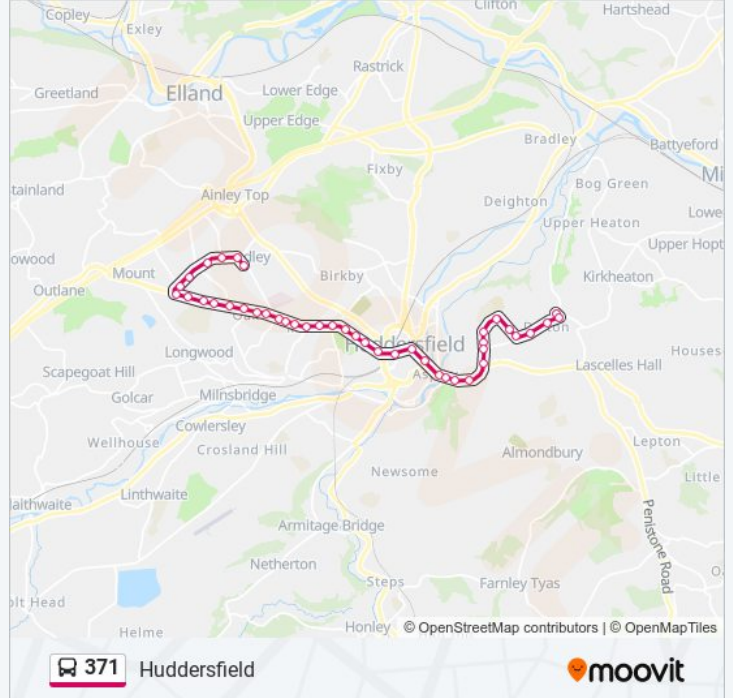 Copley
Exley
Clifton
Hartshead
Rastrick
Greetland
Elland
Lower Edge
Upper Edge
Bradley
Battyeford
Fixby
Mi
tainland
Ainley Top
Bog Green
Deighton
Lowe
Upper Heaton
owood
dley
Upper Hopt
Mount
Birkby
Kirkheaton
Outlane
Huddersfield
Longwood
Lascelles Hall
Houses
Scapegoat Hill
As
Golcar
Milnsbridge
Cowlersley
Wellhouse
Crosland Hill
Almondbury
Lepton
Newsome
Little
laithwaite
Linthwaite
Penistone Road
Armitage Bridge
Netherton
Steps
Farnley Tyas
olt Head
Helme
Honley
© OpenStreetMap contributors | © OpenMapTiles
371 Huddersfield
moovit